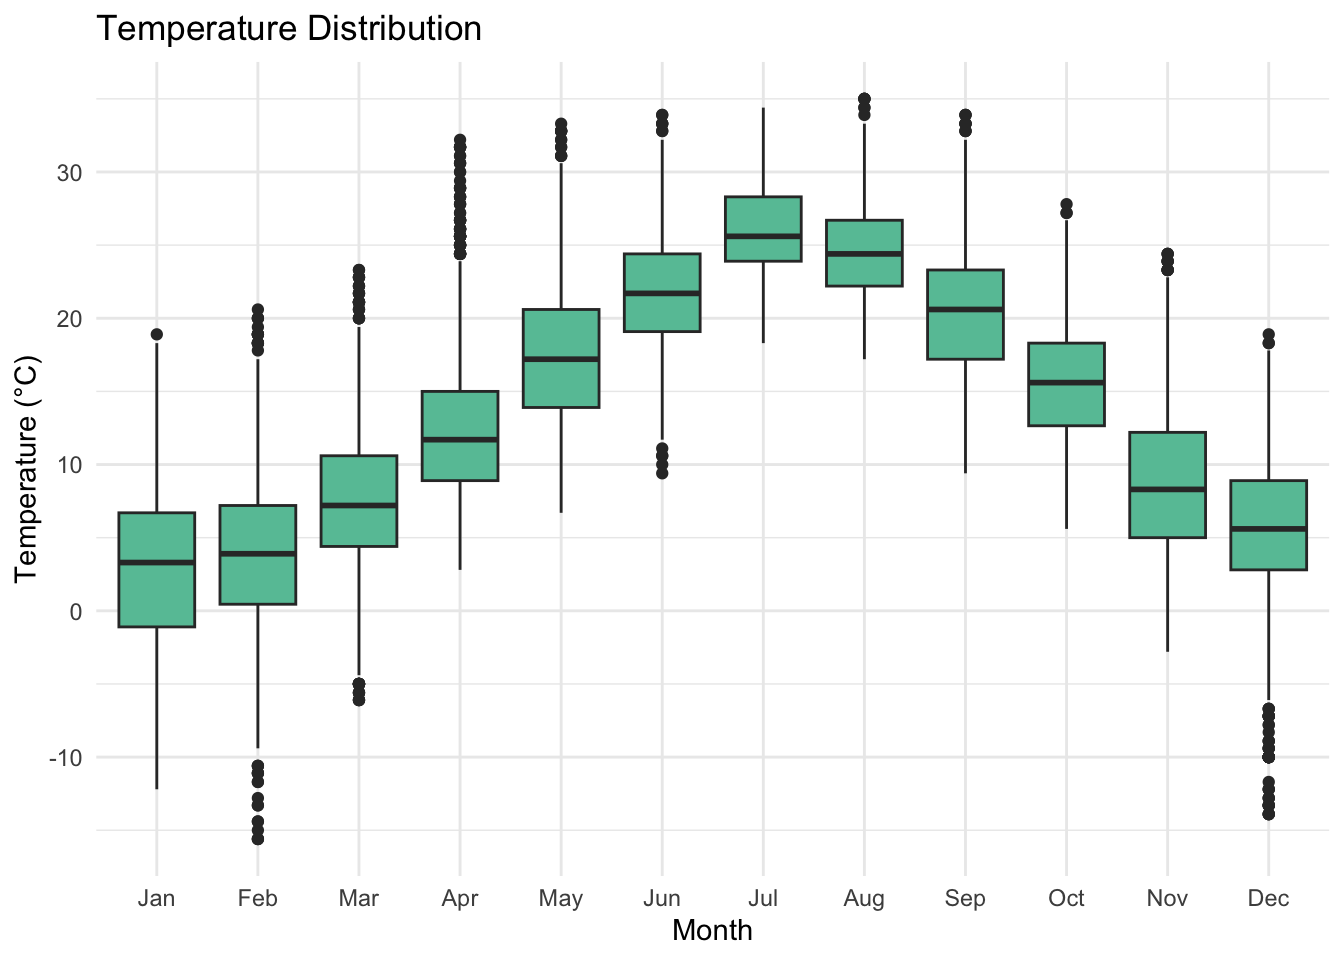 Temperature Distribution
Temperature (°C)
30
20
10
0
-10
Jan Feb Mar Apr May Jun Jul Aug Sep Oct Nov Dec
Month